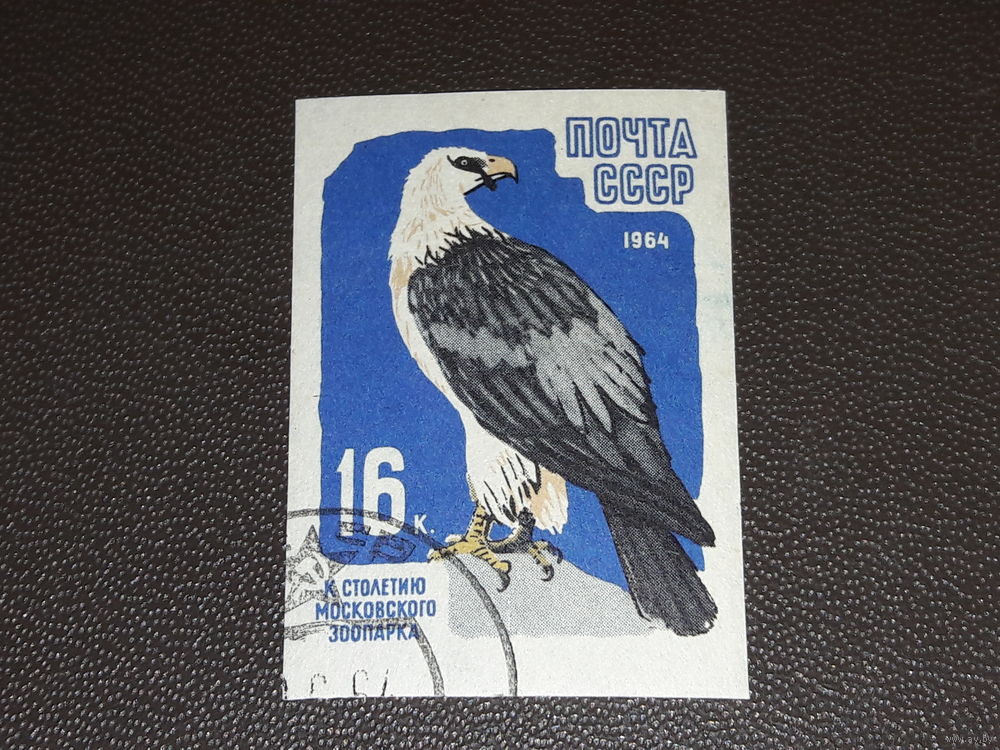 ПОЧТА
СССР
1964
16 к.
К СТОЛЕТИЮ
МОСКОВСКОГО
ЗООПАРКА